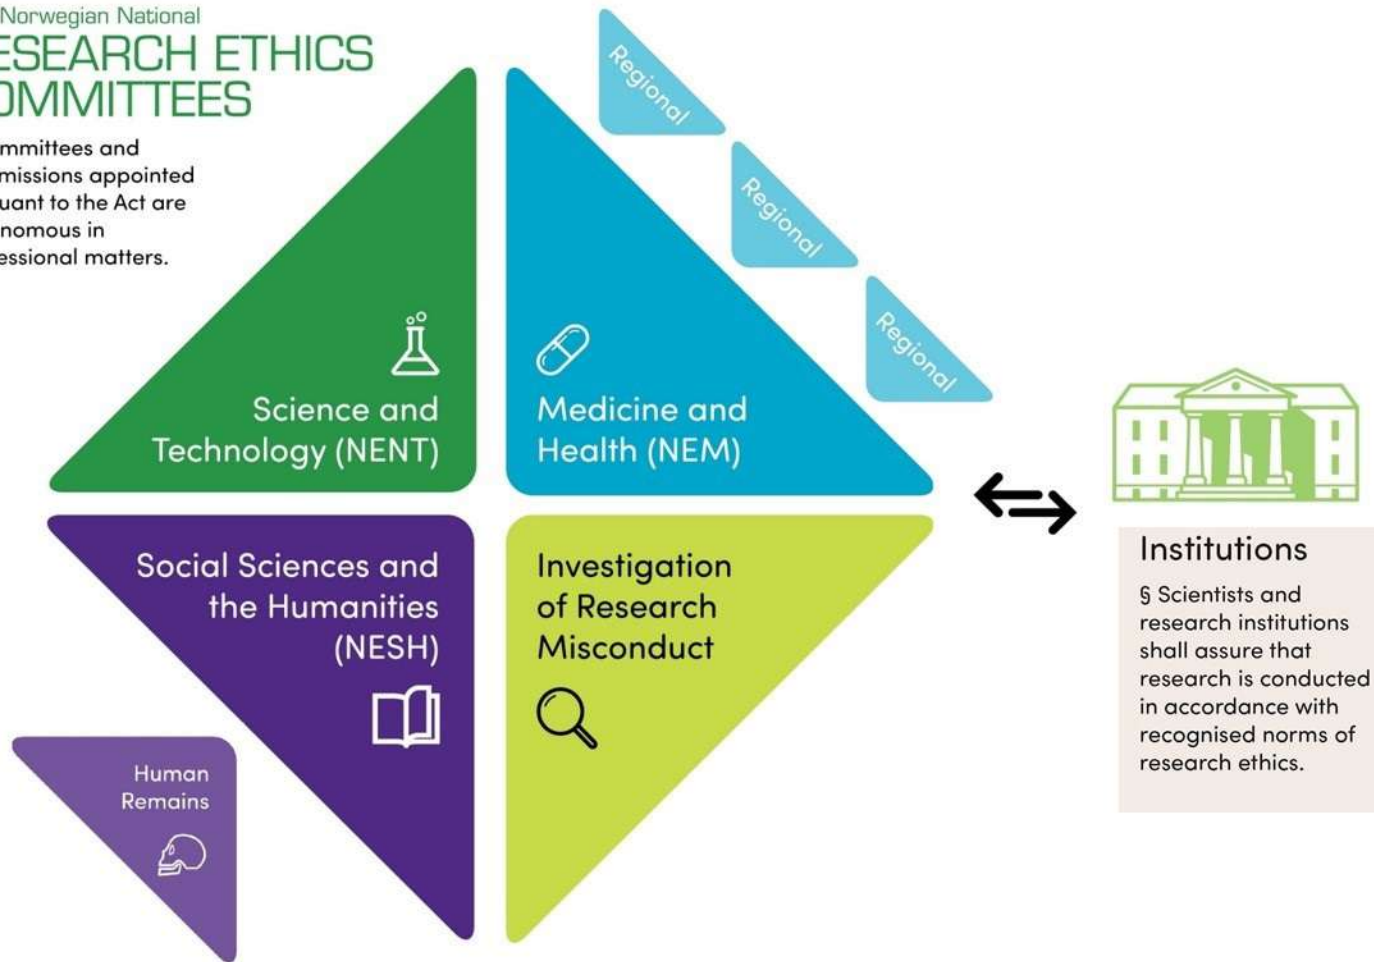 Norwegian National
ESEARCH ETHICS
OMMITTEES
mmittees and
missions appointed
uant to the Act are
nomous in
essional matters.
Regional
Regional
Regional
Science and
Technology (NENT)
Medicine and
Health (NEM)
Social Sciences and
the Humanities
(NESH)
Investigation
of Research
Misconduct
Human
Remains
Institutions
§ Scientists and
research institutions
shall assure that
research is conducted
in accordance with
recognised norms of
research ethics.